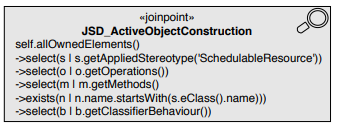 «joinpoint»
JSD_ActiveObjectConstruction
self.allOwnedElements()
->select(s | s.getAppliedStereotype('SchedulableResource'))
->select(o | o.getOperations())
->select(m | m.getMethods()
->exists(n | n.name.startsWith(s.eClass().name)))
->select(b | b.getClassifierBehaviour())